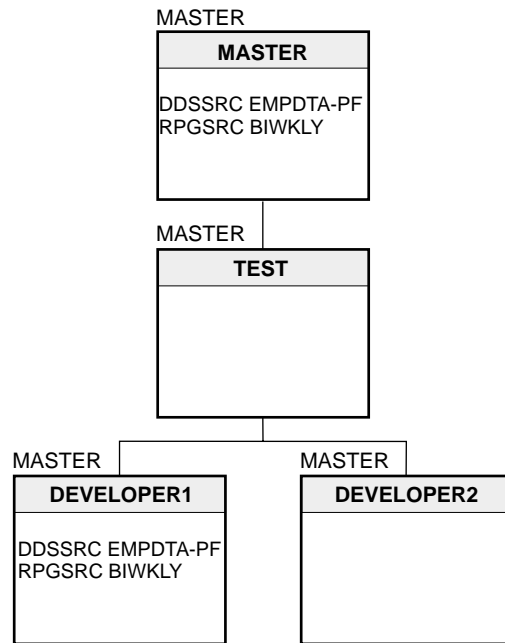 MASTER
MASTER
DDSSRC EMPDTA-PF
RPGSRC BIWKLY
MASTER
TEST
MASTER
DEVELOPER1
DDSSRC EMPDTA-PF
RPGSRC BIWKLY
MASTER
DEVELOPER2